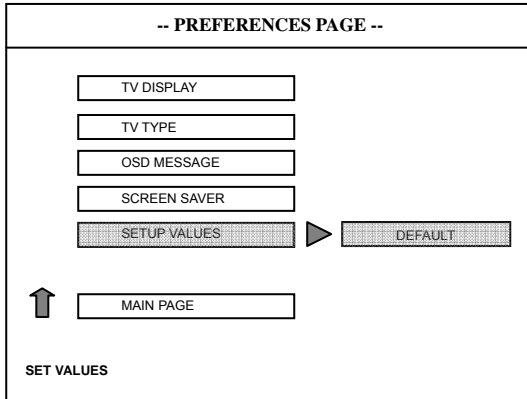 -- PREFERENCES PAGE --
TV DISPLAY
TV TYPE
OSD MESSAGE
SCREEN SAVER
SETUP VALUES
DEFAULT
MAIN PAGE
SET VALUES